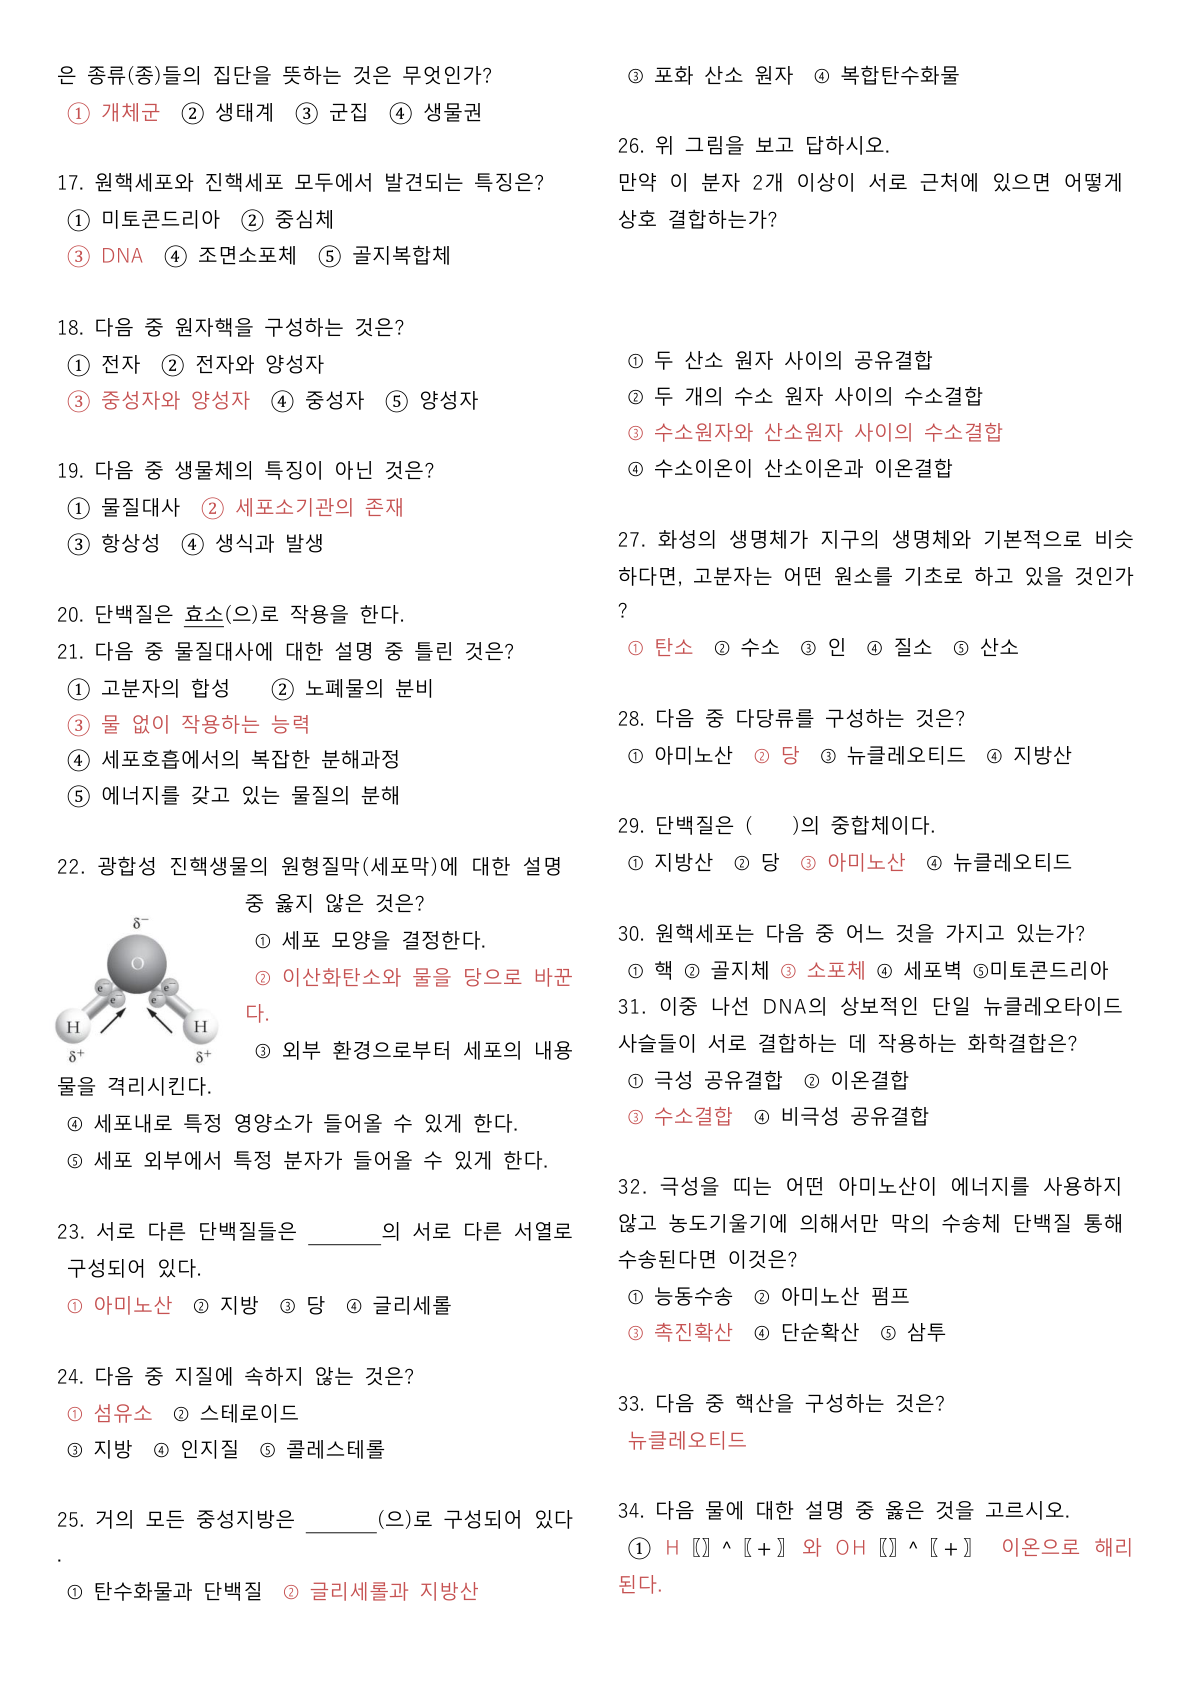 은 종류(종)들의 집단을 뜻하는 것은 무엇인가?
① 개체군 ② 생태계 ③ 군집 ④ 생물권
17. 원핵세포와 진핵세포 모두에서 발견되는 특징은?
① 미토콘드리아 ② 중심체
③ DNA ④ 조면소포체 ⑤ 골지복합체
18. 다음 중 원자핵을 구성하는 것은?
① 전자 ② 전자와 양성자
③ 중성자와 양성자 ④ 중성자 ⑤ 양성자
19. 다음 중 생물체의 특징이 아닌 것은?
① 물질대사 ② 세포소기관의 존재
③ 항상성 ④ 생식과 발생
20. 단백질은 효소(으)로 작용을 한다.
21. 다음 중 물질대사에 대한 설명 중 틀린 것은?
① 고분자의 합성 ② 노폐물의 분비
③ 물 없이 작용하는 능력
④ 세포호흡에서의 복잡한 분해과정
⑤ 에너지를 갖고 있는 물질의 분해
22. 광합성 진핵생물의 원형질막(세포막)에 대한 설명
중 옳지 않은 것은?
① 세포 모양을 결정한다.
② 이산화탄소와 물을 당으로 바꾼
다.
③ 외부 환경으로부터 세포의 내용
물을 격리시킨다.
④ 세포내로 특정 영양소가 들어올 수 있게 한다.
⑤ 세포 외부에서 특정 분자가 들어올 수 있게 한다.
δ−
O
e− e−
e− e−
H H
δ+ δ+
23. 서로 다른 단백질들은 _______의 서로 다른 서열로
구성되어 있다.
① 아미노산 ② 지방 ③ 당 ④ 글리세롤
24. 다음 중 지질에 속하지 않는 것은?
① 섬유소 ② 스테로이드
③ 지방 ④ 인지질 ⑤ 콜레스테롤
25. 거의 모든 중성지방은 _______(으)로 구성되어 있다
.
① 탄수화물과 단백질 ② 글리세롤과 지방산
③ 포화 산소 원자 ④ 복합탄수화물
26. 위 그림을 보고 답하시오.
만약 이 분자 2개 이상이 서로 근처에 있으면 어떻게
상호 결합하는가?
① 두 산소 원자 사이의 공유결합
② 두 개의 수소 원자 사이의 수소결합
③ 수소원자와 산소원자 사이의 수소결합
④ 수소이온이 산소이온과 이온결합
27. 화성의 생명체가 지구의 생명체와 기본적으로 비슷
하다면, 고분자는 어떤 원소를 기초로 하고 있을 것인가
?
① 탄소 ② 수소 ③ 인 ④ 질소 ⑤ 산소
28. 다음 중 다당류를 구성하는 것은?
① 아미노산 ② 당 ③ 뉴클레오티드 ④ 지방산
29. 단백질은 ( )의 중합체이다.
① 지방산 ② 당 ③ 아미노산 ④ 뉴클레오티드
30. 원핵세포는 다음 중 어느 것을 가지고 있는가?
① 핵 ② 골지체 ③ 소포체 ④ 세포벽 ⑤미토콘드리아
31. 이중 나선 DNA의 상보적인 단일 뉴클레오타이드
사슬들이 서로 결합하는 데 작용하는 화학결합은?
① 극성 공유결합 ② 이온결합
③ 수소결합 ④ 비극성 공유결합
32. 극성을 띠는 어떤 아미노산이 에너지를 사용하지
않고 농도기울기에 의해서만 막의 수송체 단백질 통해
수송된다면 이것은?
① 능동수송 ② 아미노산 펌프
③ 촉진확산 ④ 단순확산 ⑤ 삼투
33. 다음 중 핵산을 구성하는 것은?
뉴클레오티드
34. 다음 물에 대한 설명 중 옳은 것을 고르시오.
① H〖〗^〖+〗와 OH〖〗^〖+〗 이온으로 해리
된다.